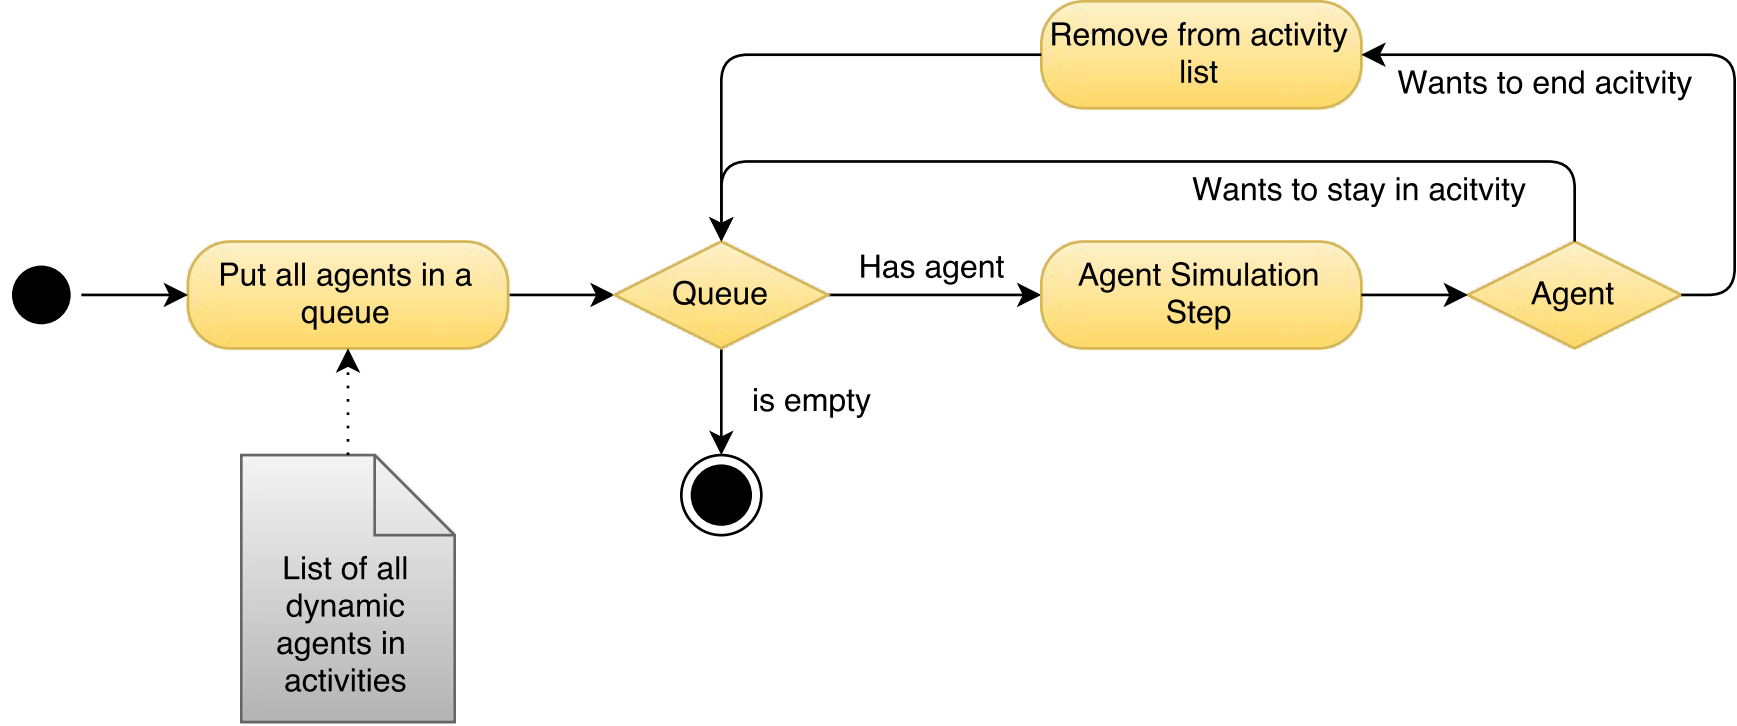 Remove from activity
list
Wants to end acitvity
Wants to stay in acitvity
Put all agents in a
queue
Queue
Has agent
Agent Simulation
Step
Agent
is empty
List of all
dynamic
agents in
activities